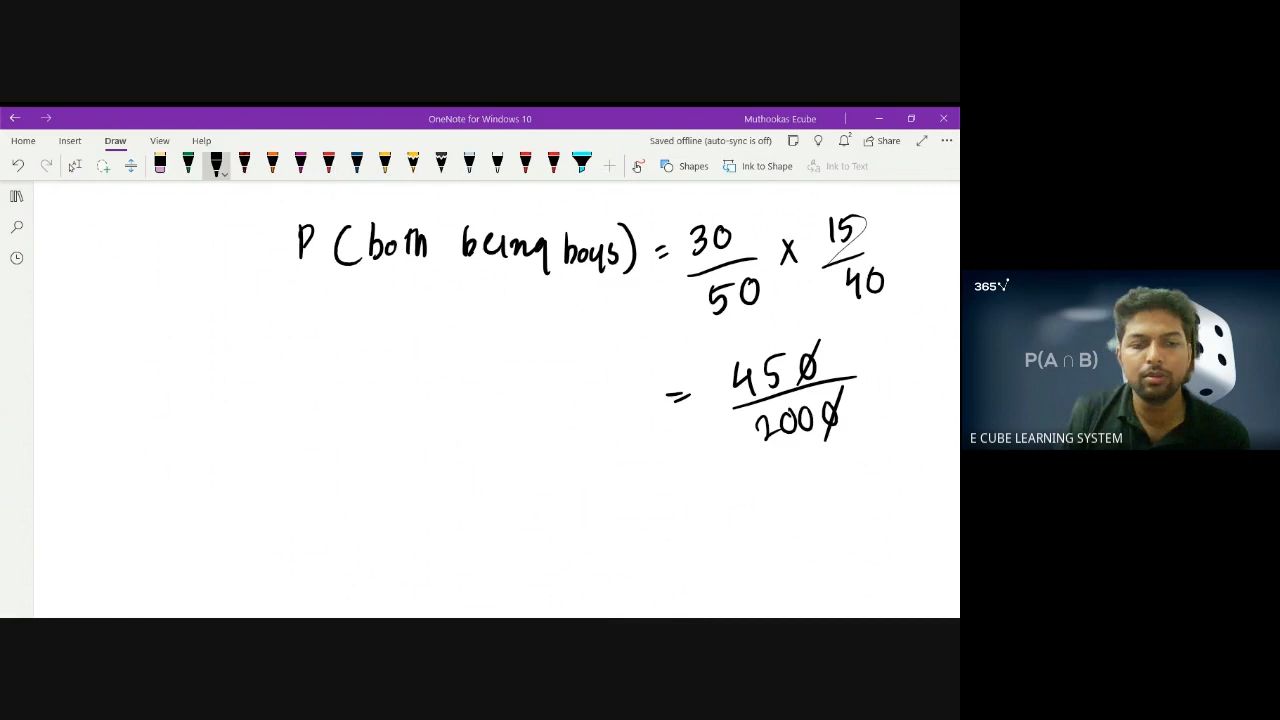 OneNote for Windows 10
Muthookas Ecube
Home Insert Draw View Help
Saved offline (auto-sync is off)
2
Share
Shapes
Ink to Shape
Ink to Text
P (both being boys) = 30/50 x 15/40
= 450/2000
365
P(A ∩ B)
E CUBE LEARNING SYSTEM